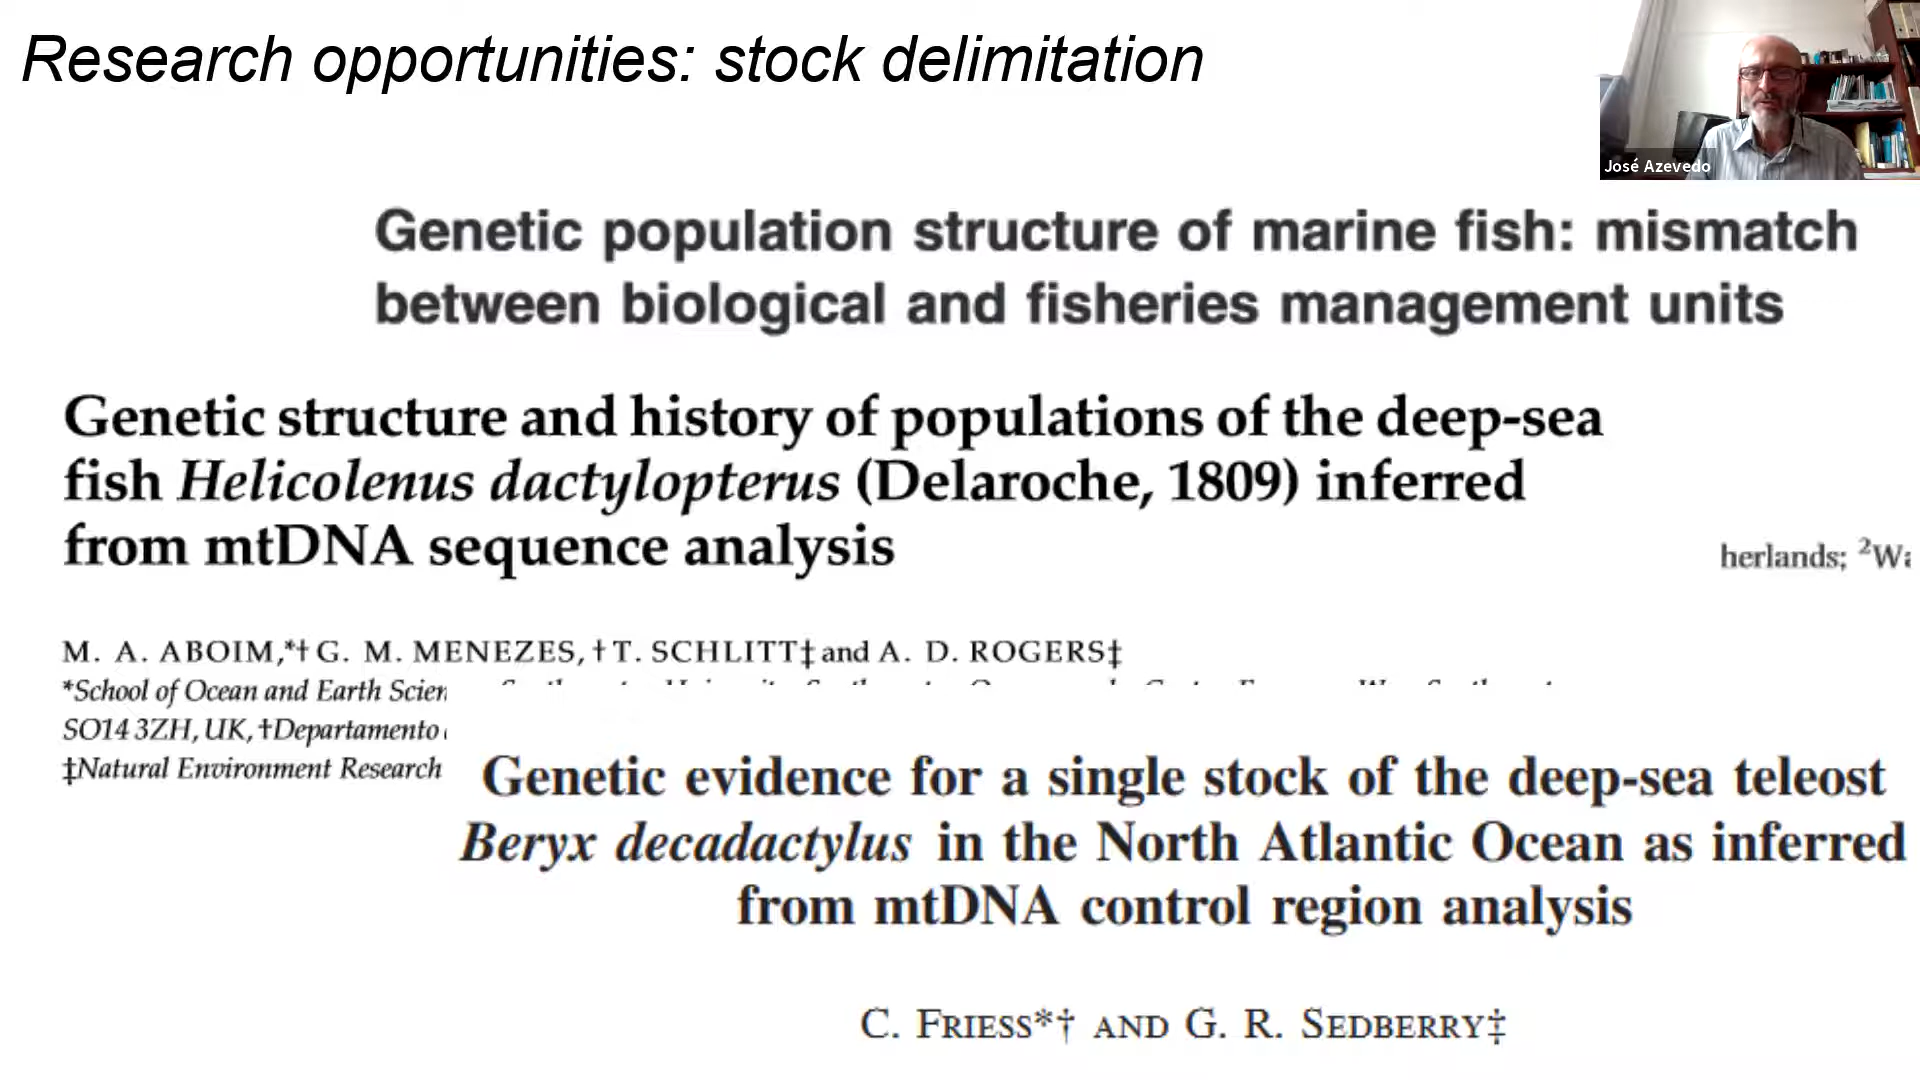 Research opportunities: stock delimitation
José Azevedo
Genetic population structure of marine fish: mismatch
between biological and fisheries management units
Genetic structure and history of populations of the deep-sea
fish Helicolenus dactylopterus (Delaroche, 1809) inferred
from mtDNA sequence analysis
herlands; ²
M. A. ABOIM,*† G. M. MENEZES,† T. SCHLITT‡ and A. D. ROGERS‡
*School of Ocean and Earth
SO14 3ZH, UK, †Departamento
‡Natural Environment Research
Genetic evidence for a single stock of the deep-sea teleost
Beryx decadactylus in the North Atlantic Ocean as inferred
from mtDNA control region analysis
C. FRIESS*† AND G. R. SEDBERRY‡